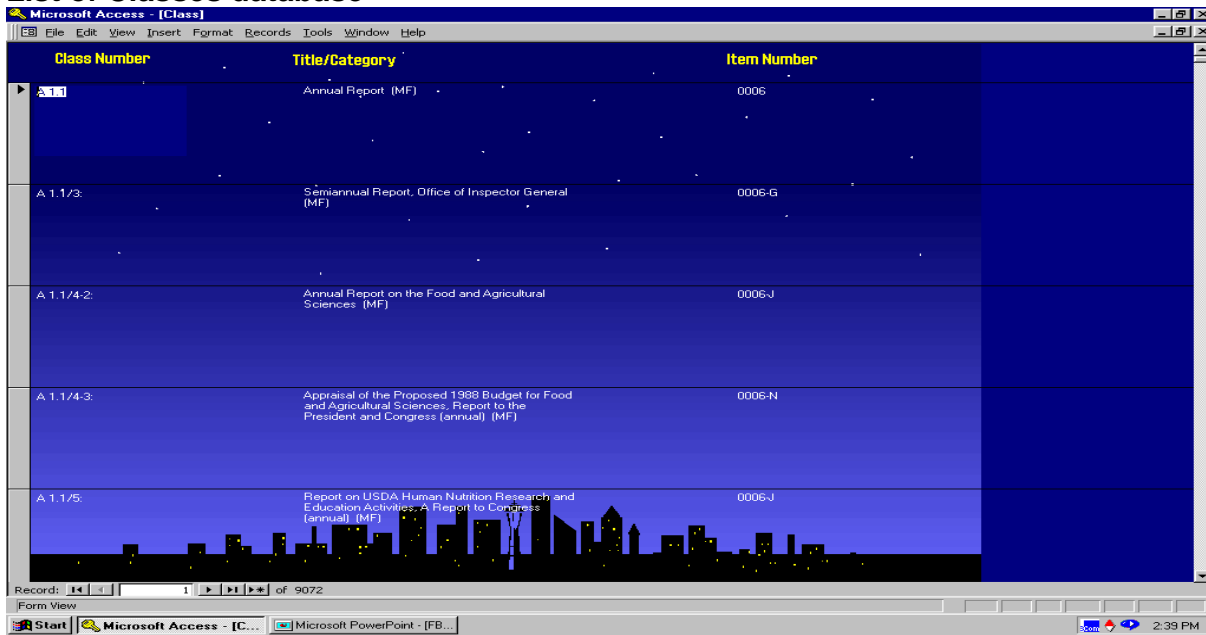 List of Classes database
Microsoft Access - [Class]
File Edit View Insert Format Records Tools Window Help
Class Number Title/Category Item Number
A 1.1 Annual Report (MF) 0006
A 1.1/3: Semiannual Report, Office of Inspector General 0006-G
(MF)
A 1.1/4-2: Annual Report on the Food and Agricultural 0006-J
Sciences (MF)
A 1.1/4-3: Appraisal of the Proposed 1988 Budget for Food 0006-N
and Agricultural Sciences, Report to the
President and Congress (annual) (MF)
A 1.1/5: Report on USDA Human Nutrition Research and 0006-J
Education Activities, A Report to Congress
(annual) (MF)
Record: 1 of 9072
Form View
Start Microsoft Access - [C... Microsoft PowerPoint - [FB... 2:39 PM